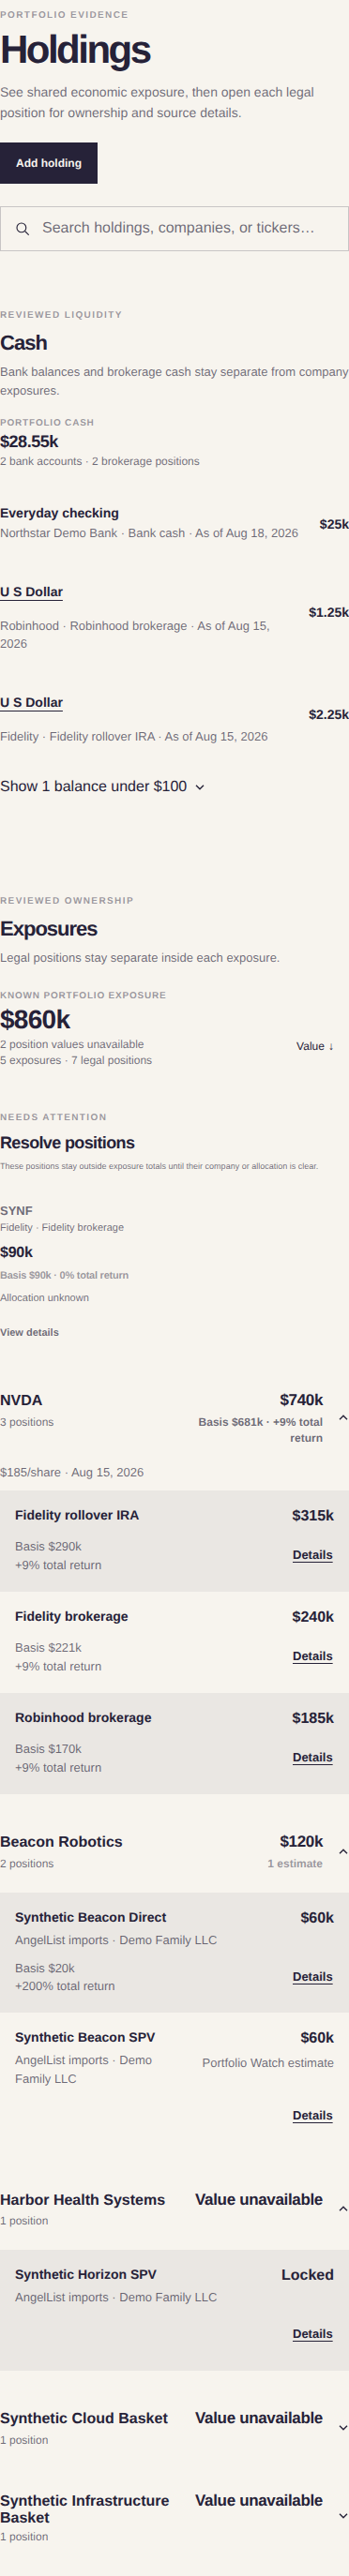 PORTFOLIO EVIDENCE
Holdings
See shared economic exposure, then open each legal
position for ownership and source details.
Add holding
Search holdings, companies, or tickers…
REVIEWED LIQUIDITY
Cash
Bank balances and brokerage cash stay separate from company
exposures.
PORTFOLIO CASH
$28.55k
2 bank accounts · 2 brokerage positions
Everyday checking
$25k
Northstar Demo Bank · Bank cash · As of Aug 18, 2026
U S Dollar
$1.25k
Robinhood · Robinhood brokerage · As of Aug 15,
2026
U S Dollar
$2.25k
Fidelity · Fidelity rollover IRA · As of Aug 15, 2026
Show 1 balance under $100
REVIEWED OWNERSHIP
Exposures
Legal positions stay separate inside each exposure.
KNOWN PORTFOLIO EXPOSURE
$860k
2 position values unavailable
Value ↓
5 exposures · 7 legal positions
NEEDS ATTENTION
Resolve positions
These positions stay outside exposure totals until their company or allocation is clear.
SYNF
Fidelity · Fidelity brokerage
$90k
Basis $90k · 0% total return
Allocation unknown
View details
NVDA
$740k
3 positions
Basis $681k · +9% total
return
$185/share · Aug 15, 2026
Fidelity rollover IRA
$315k
Basis $290k
+9% total return
Details
Fidelity brokerage
$240k
Basis $221k
+9% total return
Details
Robinhood brokerage
$185k
Basis $170k
+9% total return
Details
Beacon Robotics
$120k
2 positions
1 estimate
Synthetic Beacon Direct
$60k
AngelList imports · Demo Family LLC
Basis $20k
+200% total return
Details
Synthetic Beacon SPV
$60k
AngelList imports · Demo
Family LLC
Portfolio Watch estimate
Details
Harbor Health Systems
Value unavailable
1 position
Synthetic Horizon SPV
Locked
AngelList imports · Demo Family LLC
Details
Synthetic Cloud Basket
Value unavailable
1 position
Synthetic Infrastructure
Basket
Value unavailable
1 position